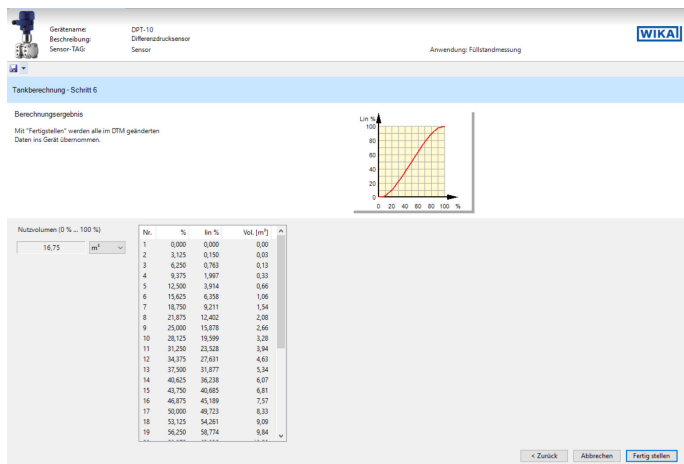 Gerätename: DPT-10
Beschreibung: Differenzdrucksensor
Sensor-TAG: Sensor
Anwendung: Füllstandmessung
WIKAI
Tankberechnung - Schritt 6
Berechnungsergebnis
Mit "Fertigstellen" werden alle im DTM geänderten
Daten ins Gerät übernommen.
Lin %
100
80
60
40
20
0
0 20 40 60 80 100 %
Nutzvolumen (0 % ... 100 %)
16,75 m³
Nr. % lin % Vol. [m³]
1 0,000 0,000 0,00
2 3,125 0,150 0,03
3 6,250 0,763 0,13
4 9,375 1,997 0,33
5 12,500 3,914 0,66
6 15,625 6,358 1,06
7 18,750 9,211 1,54
8 21,875 12,402 2,08
9 25,000 15,878 2,66
10 28,125 19,599 3,28
11 31,250 23,528 3,94
12 34,375 27,631 4,63
13 37,500 31,877 5,34
14 40,625 36,238 6,07
15 43,750 40,685 6,81
16 46,875 45,189 7,57
17 50,000 49,723 8,33
18 53,125 54,261 9,09
19 56,250 58,774 9,84
< Zurück Abbrechen Fertig stellen